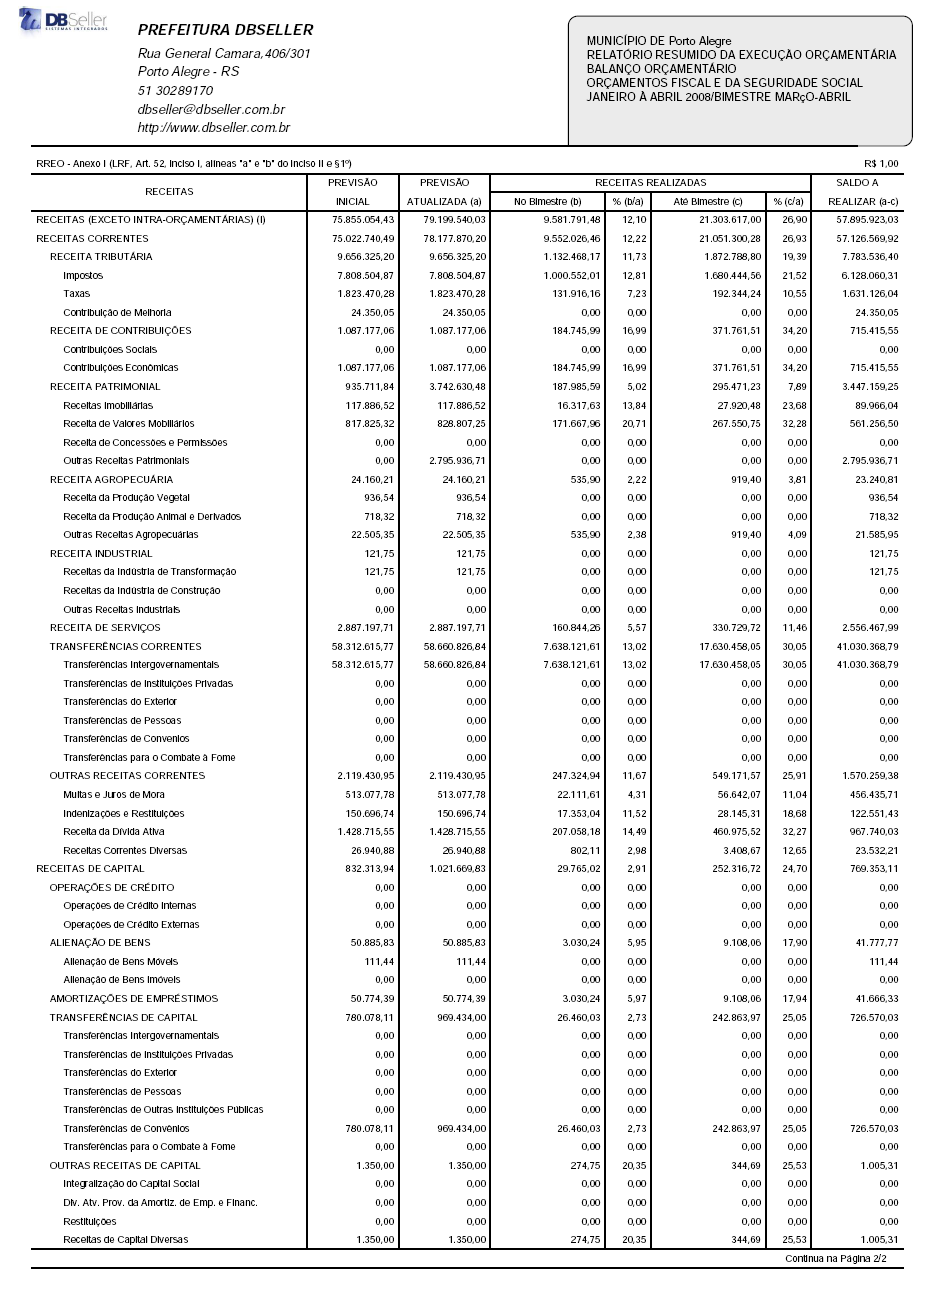 DBSeller
SISTEMAS INTEGRADOS
PREFEITURA DBSELLER
Rua General Camara,406/301
Porto Alegre - RS
51 30289170
dbseller@dbseller.com.br
http://www.dbseller.com.br
MUNICÍPIO DE Porto Alegre
RELATÓRIO RESUMIDO DA EXECUÇÃO ORÇAMENTÁRIA
BALANÇO ORÇAMENTÁRIO
ORÇAMENTOS FISCAL E DA SEGURIDADE SOCIAL
JANEIRO À ABRIL 2008/BIMESTRE MARçO-ABRIL
RREO - Anexo I (LRF, Art. 52, inciso I, alíneas "a" e "b" do inciso II e §1º) R$ 1,00
RECEITAS PREVISÃO INICIAL PREVISÃO ATUALIZADA (a) RECEITAS REALIZADAS SALDO A REALIZAR (a-c)
No Bimestre (b) % (b/a) Até Bimestre (c) % (c/a)
RECEITAS (EXCETO INTRA-ORÇAMENTÁRIAS) (I) 75.855.054,43 79.199.540,03 9.581.791,48 12,10 21.303.617,00 26,90 57.895.923,03
RECEITAS CORRENTES 75.022.740,49 78.177.870,20 9.552.026,46 12,22 21.051.300,28 26,93 57.126.569,92
RECEITA TRIBUTÁRIA 9.656.325,20 9.656.325,20 1.132.468,17 11,73 1.872.788,80 19,39 7.783.536,40
Impostos 7.808.504,87 7.808.504,87 1.000.552,01 12,81 1.680.444,56 21,52 6.128.060,31
Taxas 1.823.470,28 1.823.470,28 131.916,16 7,23 192.344,24 10,55 1.631.126,04
Contribuição de Melhoria 24.350,05 24.350,05 0,00 0,00 0,00 0,00 24.350,05
RECEITA DE CONTRIBUIÇÕES 1.087.177,06 1.087.177,06 184.745,99 16,99 371.761,51 34,20 715.415,55
Contribuições Sociais 0,00 0,00 0,00 0,00 0,00 0,00 0,00
Contribuições Econômicas 1.087.177,06 1.087.177,06 184.745,99 16,99 371.761,51 34,20 715.415,55
RECEITA PATRIMONIAL 935.711,84 3.742.630,48 187.985,59 5,02 295.471,23 7,89 3.447.159,25
Receitas Imobiliárias 117.886,52 117.886,52 16.317,63 13,84 27.920,48 23,68 89.966,04
Receita de Valores Mobiliários 817.825,32 828.807,25 171.667,96 20,71 267.550,75 32,28 561.256,50
Receita de Concessões e Permissões 0,00 0,00 0,00 0,00 0,00 0,00 0,00
Outras Receitas Patrimoniais 0,00 2.795.936,71 0,00 0,00 0,00 0,00 2.795.936,71
RECEITA AGROPECUÁRIA 24.160,21 24.160,21 535,90 2,22 919,40 3,81 23.240,81
Receita da Produção Vegetal 936,54 936,54 0,00 0,00 0,00 0,00 936,54
Receita da Produção Animal e Derivados 718,32 718,32 0,00 0,00 0,00 0,00 718,32
Outras Receitas Agropecuárias 22.505,35 22.505,35 535,90 2,38 919,40 4,09 21.585,95
RECEITA INDUSTRIAL 121,75 121,75 0,00 0,00 0,00 0,00 121,75
Receitas da Indústria de Transformação 121,75 121,75 0,00 0,00 0,00 0,00 121,75
Receitas da Indústria de Construção 0,00 0,00 0,00 0,00 0,00 0,00 0,00
Outras Receitas Industriais 0,00 0,00 0,00 0,00 0,00 0,00 0,00
RECEITA DE SERVIÇOS 2.887.197,71 2.887.197,71 160.844,26 5,57 330.729,72 11,46 2.556.467,99
TRANSFERÊNCIAS CORRENTES 58.312.615,77 58.660.826,84 7.638.121,61 13,02 17.630.458,05 30,05 41.030.368,79
Transferências Intergovernamentais 58.312.615,77 58.660.826,84 7.638.121,61 13,02 17.630.458,05 30,05 41.030.368,79
Transferências de Instituições Privadas 0,00 0,00 0,00 0,00 0,00 0,00 0,00
Transferências do Exterior 0,00 0,00 0,00 0,00 0,00 0,00 0,00
Transferências de Pessoas 0,00 0,00 0,00 0,00 0,00 0,00 0,00
Transferências de Convenios 0,00 0,00 0,00 0,00 0,00 0,00 0,00
Transferências para o Combate à Fome 0,00 0,00 0,00 0,00 0,00 0,00 0,00
OUTRAS RECEITAS CORRENTES 2.119.430,95 2.119.430,95 247.324,94 11,67 549.171,57 25,91 1.570.259,38
Multas e Juros de Mora 513.077,78 513.077,78 22.111,61 4,31 56.642,07 11,04 456.435,71
Indenizações e Restituições 150.696,74 150.696,74 17.353,04 11,52 28.145,31 18,68 122.551,43
Receita da Dívida Ativa 1.428.715,55 1.428.715,55 207.058,18 14,49 460.975,52 32,27 967.740,03
Receitas Correntes Diversas 26.940,88 26.940,88 802,11 2,98 3.408,67 12,65 23.532,21
RECEITAS DE CAPITAL 832.313,94 1.021.669,83 29.765,02 2,91 252.316,72 24,70 769.353,11
OPERAÇÕES DE CRÉDITO 0,00 0,00 0,00 0,00 0,00 0,00 0,00
Operações de Crédito Internas 0,00 0,00 0,00 0,00 0,00 0,00 0,00
Operações de Crédito Externas 0,00 0,00 0,00 0,00 0,00 0,00 0,00
ALIENAÇÃO DE BENS 50.885,83 50.885,83 3.030,24 5,95 9.108,06 17,90 41.777,77
Alienação de Bens Móveis 111,44 111,44 0,00 0,00 0,00 0,00 111,44
Alienação de Bens Imóveis 0,00 0,00 0,00 0,00 0,00 0,00 0,00
AMORTIZAÇÕES DE EMPRÉSTIMOS 50.774,39 50.774,39 3.030,24 5,97 9.108,06 17,94 41.666,33
TRANSFERÊNCIAS DE CAPITAL 780.078,11 969.434,00 26.460,03 2,73 242.863,97 25,05 726.570,03
Transferências Intergovernamentais 0,00 0,00 0,00 0,00 0,00 0,00 0,00
Transferências de Instituições Privadas 0,00 0,00 0,00 0,00 0,00 0,00 0,00
Transferências do Exterior 0,00 0,00 0,00 0,00 0,00 0,00 0,00
Transferências de Pessoas 0,00 0,00 0,00 0,00 0,00 0,00 0,00
Transferências de Outras Instituições Públicas 0,00 0,00 0,00 0,00 0,00 0,00 0,00
Transferências de Convênios 780.078,11 969.434,00 26.460,03 2,73 242.863,97 25,05 726.570,03
Transferências para o Combate à Fome 0,00 0,00 0,00 0,00 0,00 0,00 0,00
OUTRAS RECEITAS DE CAPITAL 1.350,00 1.350,00 274,75 20,35 344,69 25,53 1.005,31
Integralização do Capital Social 0,00 0,00 0,00 0,00 0,00 0,00 0,00
Div. Atv. Prov. da Amortiz. de Emp. e Financ. 0,00 0,00 0,00 0,00 0,00 0,00 0,00
Restituições 0,00 0,00 0,00 0,00 0,00 0,00 0,00
Receitas de Capital Diversas 1.350,00 1.350,00 274,75 20,35 344,69 25,53 1.005,31
Continua na Página 2/2